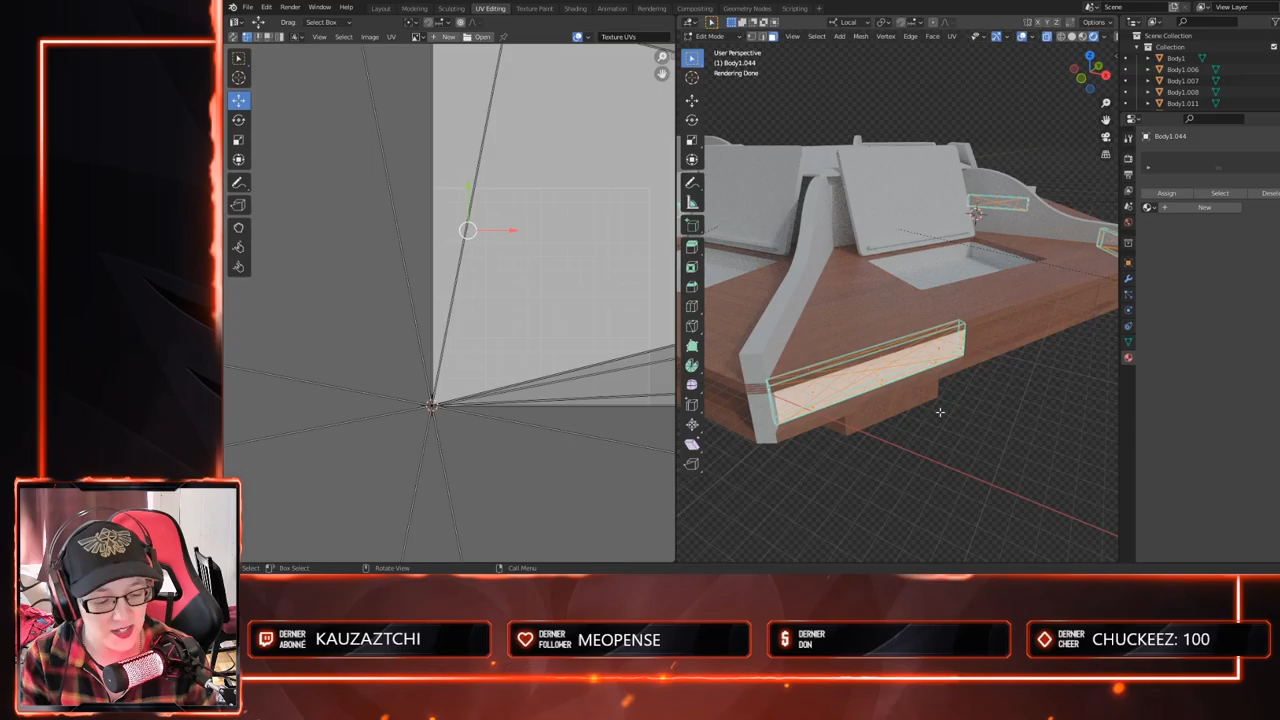 File Edit Render Window Help Layout Modeling Sculpting UV Editing Texture Paint Shading Animation Rendering Compositing Geometry Nodes Scripting Scene View Layer
Drag: Select Box Local Options
View Select Image UV New Open Texture UVs Edit Mode View Select Add Mesh Vertex Edge Face UV
User Perspective
(1) Body1.044
Rendering Done
Scene Collection
Collection
Body1
Body1.006
Body1.007
Body1.008
Body1.011
Body1.044
Assign Select Desele
New
Select Box Select Rotate View Call Menu
DERNIER
ABONNE
KAUZAZTCHI
DERNIER
FOLLOWER
MEOPENSE
DERNIER
DON
DERNIER
CHEER
CHUCKEEZ: 100